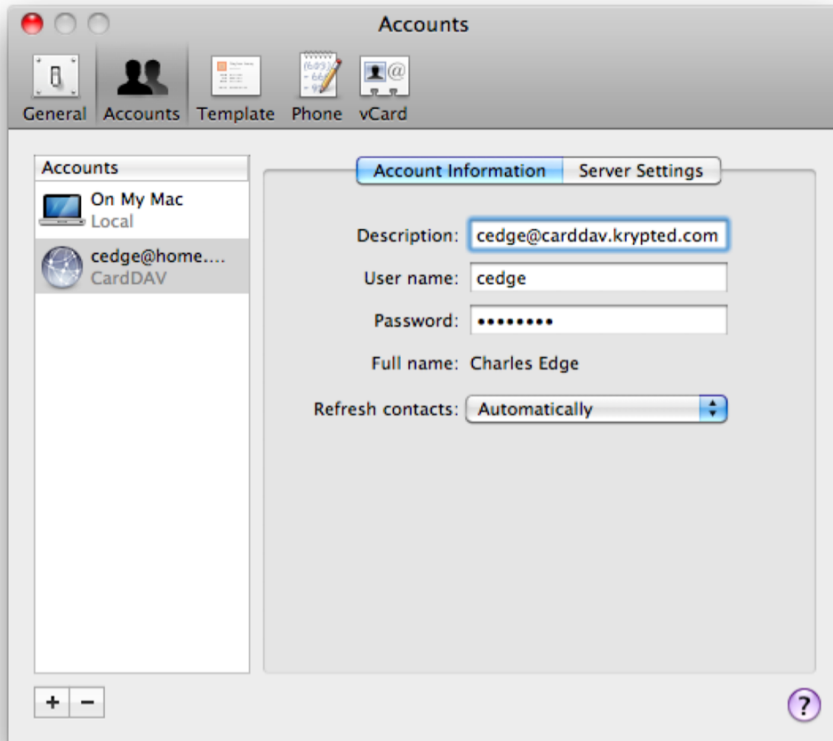 Accounts
General Accounts Template Phone vCard
Accounts
On My Mac
Local
cedge@home....
CardDAV
Account Information Server Settings
Description: cedge@carddav.krypted.com
User name: cedge
Password: ••••••••
Full name: Charles Edge
Refresh contacts: Automatically
+ −
?